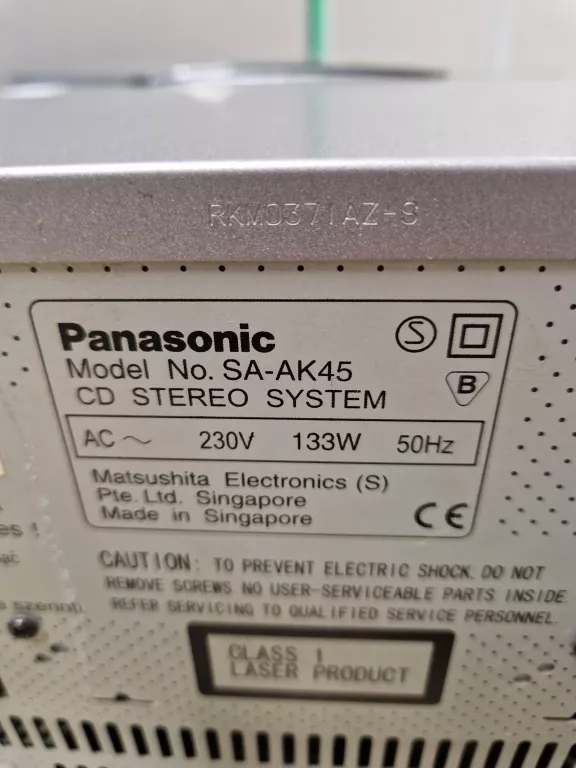 RKM0371AZ-S
Panasonic
S
Model No. SA-AK45
CD STEREO SYSTEM
B
AC ~ 230V 133W 50Hz
Matsushita Electronics (S)
Pte. Ltd. Singapore
Made in Singapore
CE
CAUTION: TO PREVENT ELECTRIC SHOCK, DO NOT
REMOVE SCREWS. NO USER-SERVICEABLE PARTS INSIDE.
REFER SERVICING TO QUALIFIED SERVICE PERSONNEL.
szerint
CLASS 1
LASER PRODUCT